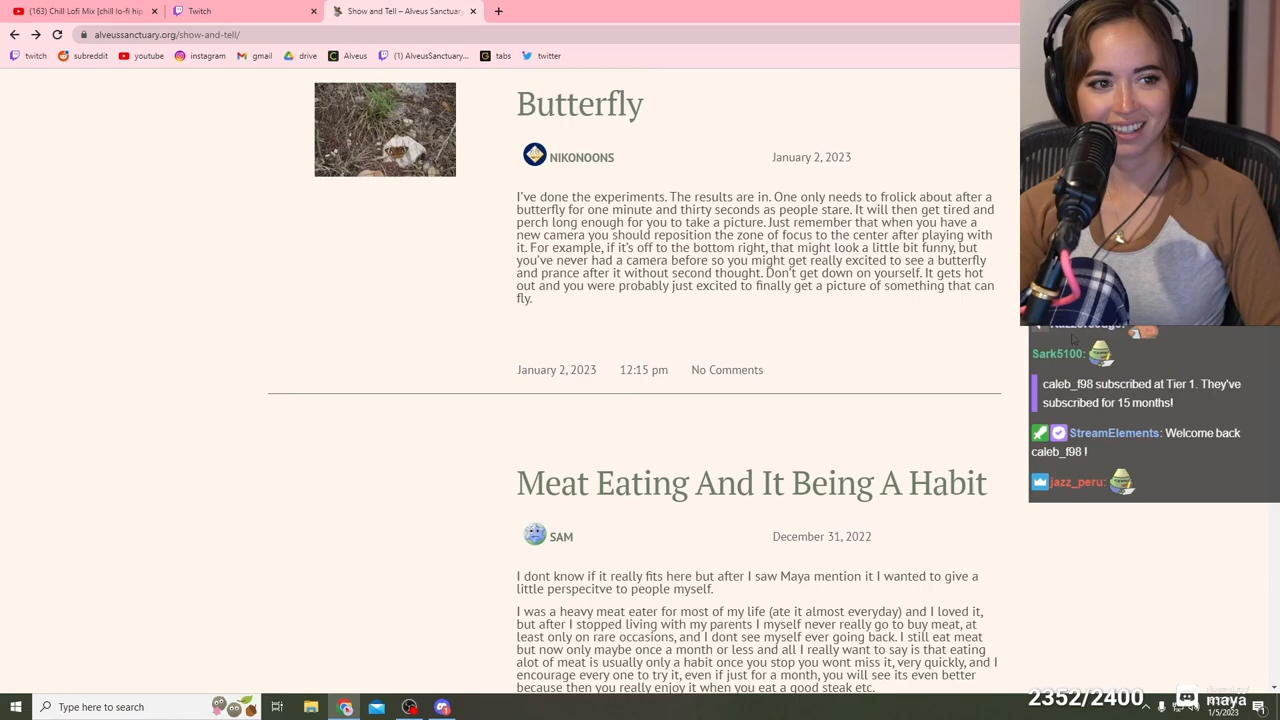 (163) Chill Lofi Mix [chill lo-fi hip
Twitch
Show and Tell – Alveus Sanctuary
alveussanctuary.org/show-and-tell/
twitch
subreddit
youtube
instagram
gmail
drive
Alveus
(1) AlveusSanctuary...
tabs
twitter
Butterfly
NIKONOONS
January 2, 2023
I've done the experiments. The results are in. One only needs to frolick about after a
butterfly for one minute and thirty seconds as people stare. It will then get tired and
perch long enough for you to take a picture. Just remember that when you have a
new camera you should reposition the zone of focus to the center after playing with
it. For example, if it's off to the bottom right, that might look a little bit funny, but
you've never had a camera before so you might get really excited to see a butterfly
and prance after it without second thought. Don't get down on yourself. It gets hot
out and you were probably just excited to finally get a picture of something that can
fly.
January 2, 2023
12:15 pm
No Comments
Meat Eating And It Being A Habit
SAM
December 31, 2022
I dont know if it really fits here but after I saw Maya mention it I wanted to give a
little perspecitve to people myself.
I was a heavy meat eater for most of my life (ate it almost everyday) and I loved it,
but after I stopped living with my parents I myself never really go to buy meat, at
least only on rare occasions, and I dont see myself ever going back. I still eat meat
but now only maybe once a month or less and all I really want to say is that eating
alot of meat is usually only a habit once you stop you wont miss it, very quickly, and I
encourage every one to try it, even if just for a month, you will see its even better
because then you really enjoy it when you eat a good steak etc.
Sark5100:
caleb_f98 subscribed at Tier 1. They've
subscribed for 15 months!
StreamElements: Welcome back
caleb_f98 !
jazz_peru:
2352/2400
maya
Type here to search
1/5/2023